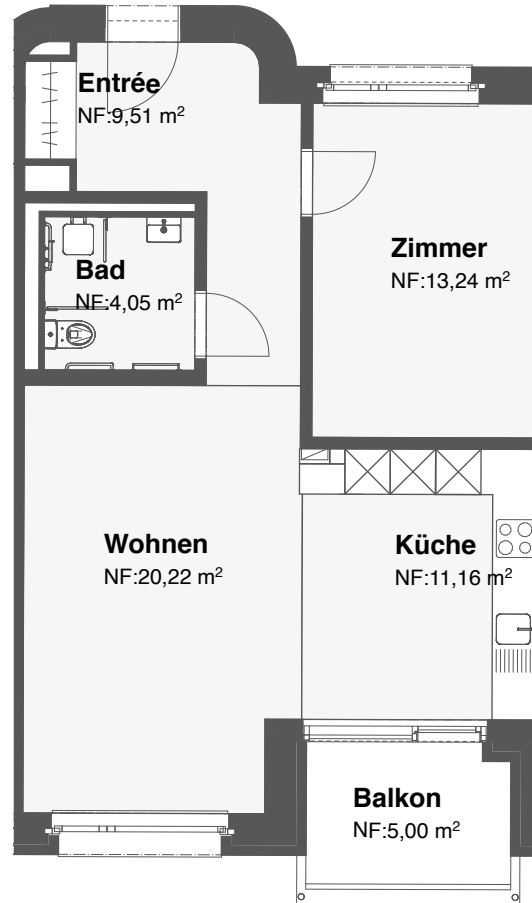 Entrée
NF:9,51 m²
Zimmer
NF:13,24 m²
Bad
NF:4,05 m²
Wohnen
NF:20,22 m²
Küche
NF:11,16 m²
Balkon
NF:5,00 m²